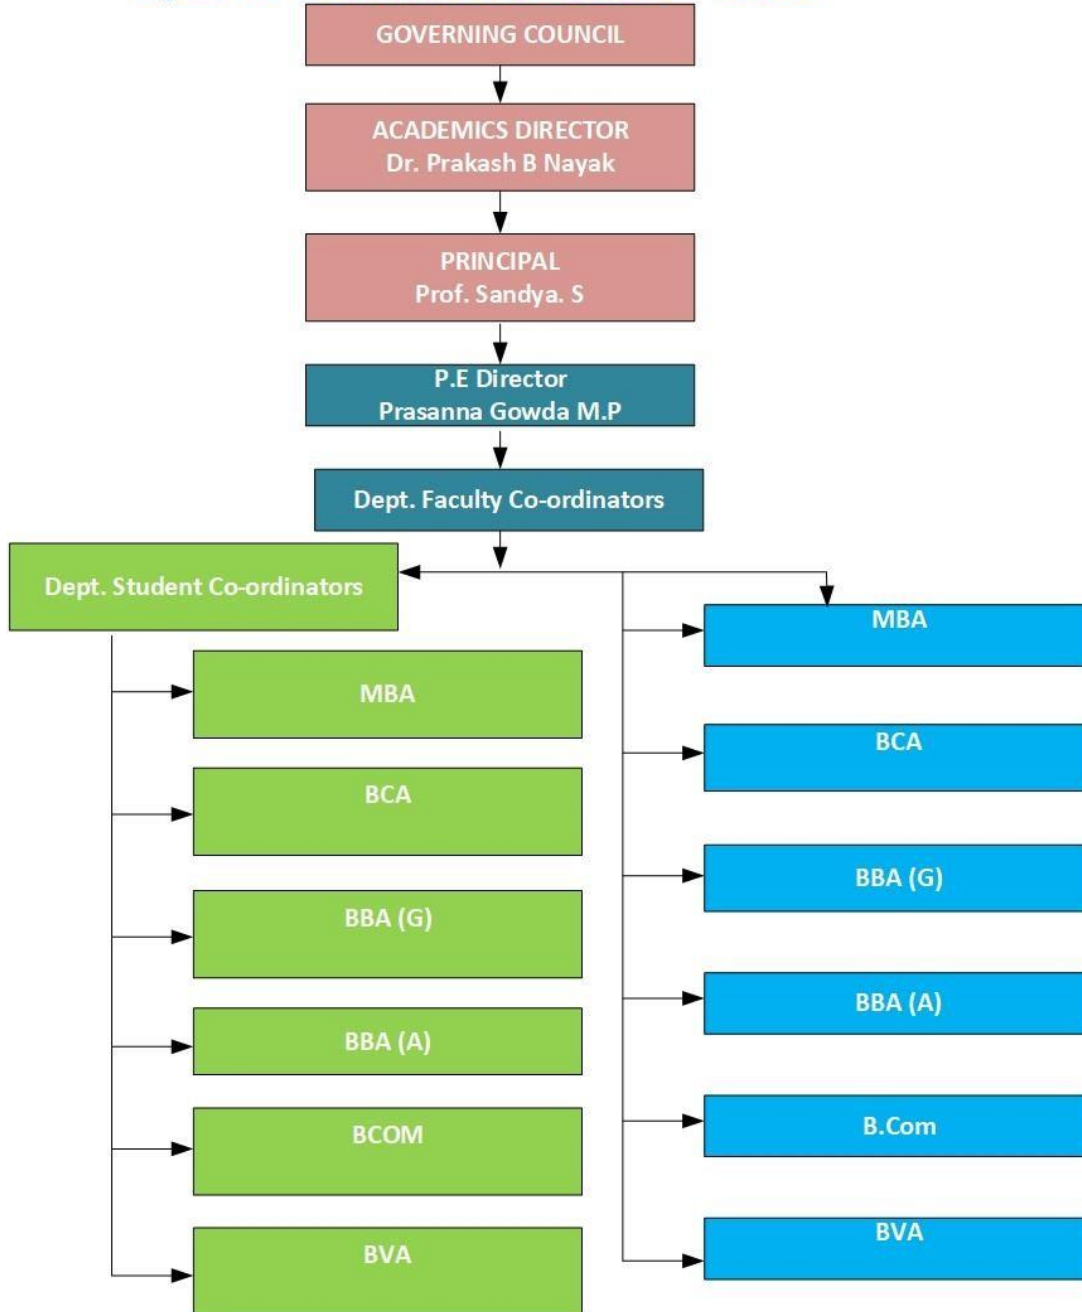 GOVERNING COUNCIL
ACADEMICS DIRECTOR
Dr. Prakash B Nayak
PRINCIPAL
Prof. Sandya. S
P.E Director
Prasanna Gowda M.P
Dept. Faculty Co-ordinators
Dept. Student Co-ordinators
MBA
BCA
BBA (G)
BBA (A)
BCOM
BVA
MBA
BCA
BBA (G)
BBA (A)
B.Com
BVA